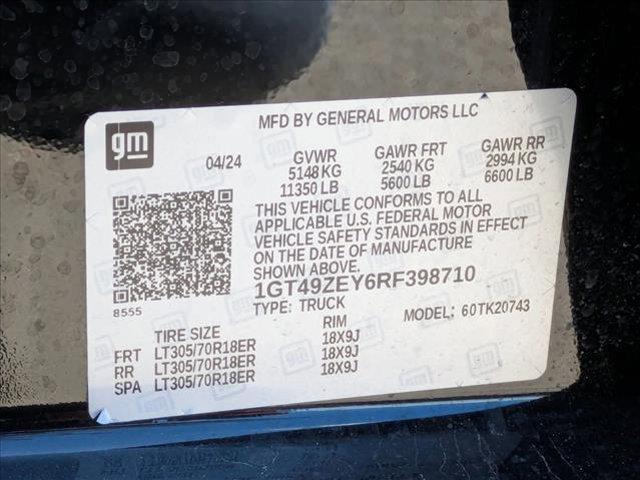 MFD BY GENERAL MOTORS LLC
gm
04/24
GVWR GAWR FRT GAWR RR
5148 KG 2540 KG 2994 KG
11350 LB 5600 LB 6600 LB
THIS VEHICLE CONFORMS TO ALL
APPLICABLE U.S. FEDERAL MOTOR
VEHICLE SAFETY STANDARDS IN EFFECT
ON THE DATE OF MANUFACTURE
SHOWN ABOVE.
1GT49ZEY6RF398710
8555
TYPE: TRUCK MODEL: 60TK20743
TIRE SIZE RIM
FRT LT305/70R18ER 18X9J
RR LT305/70R18ER 18X9J
SPA LT305/70R18ER 18X9J